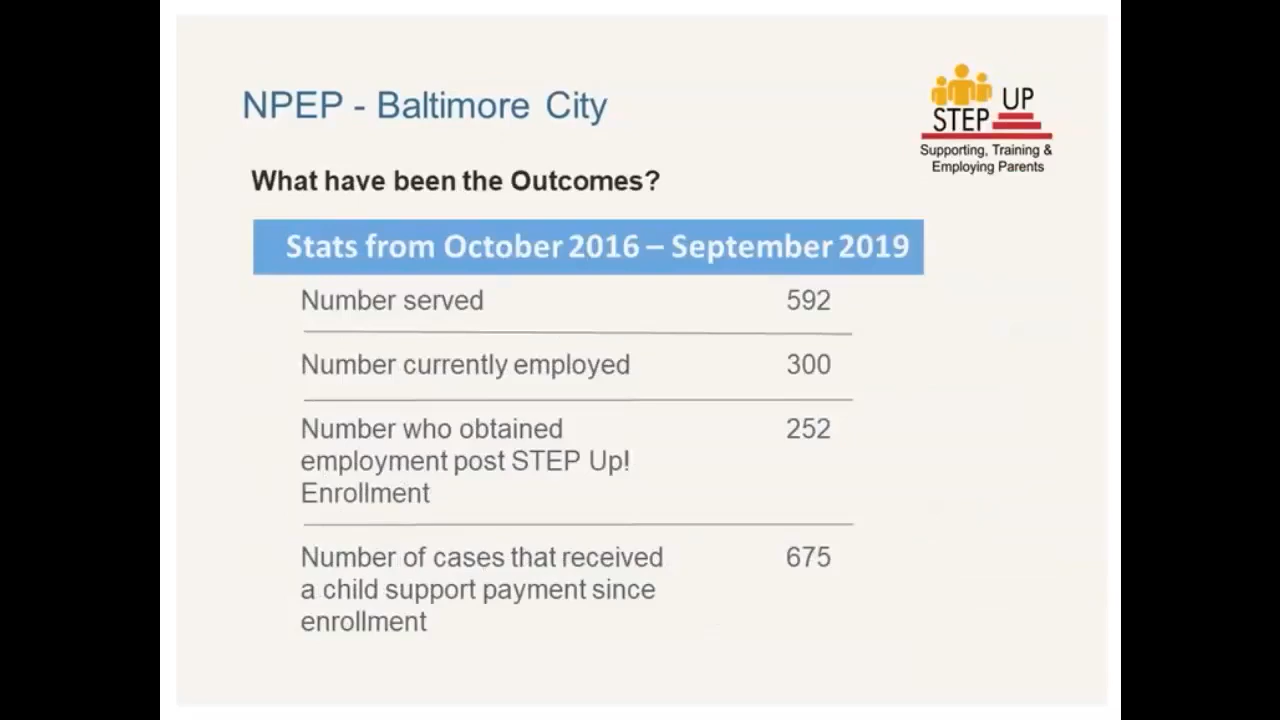 NPEP - Baltimore City
STEP UP
Supporting, Training &
Employing Parents
What have been the Outcomes?
Stats from October 2016 – September 2019
Number served 592
Number currently employed 300
Number who obtained 252
employment post STEP Up!
Enrollment
Number of cases that received 675
a child support payment since
enrollment